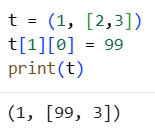 t = (1, [2,3])
t[1][0] = 99
print(t)
(1, [99, 3])